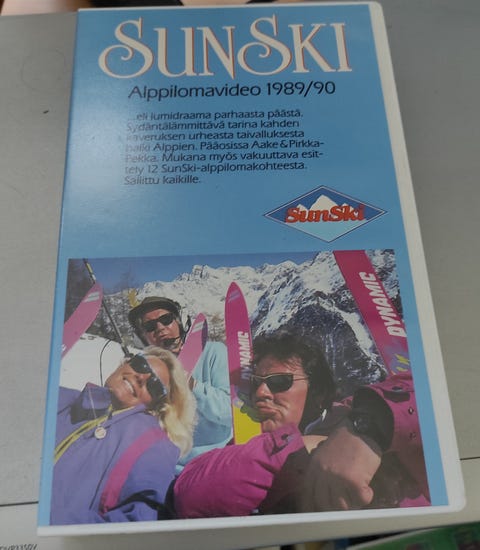 SUNSKI
Alppilomavideo 1989/90
...eli lumidraama parhaasta päästä.
Sydäntälämmittävä tarina kahden
kaveruksen urheasta taivalluksesta
halki Alppien. Pääosissa Aake & Pirkka-
Pekka. Mukana myös vakuuttava esit-
tely 12 SunSki-alppilomakohteesta.
Sallittu kaikille.
SunSki
DYNAMIC
DYNAMIC